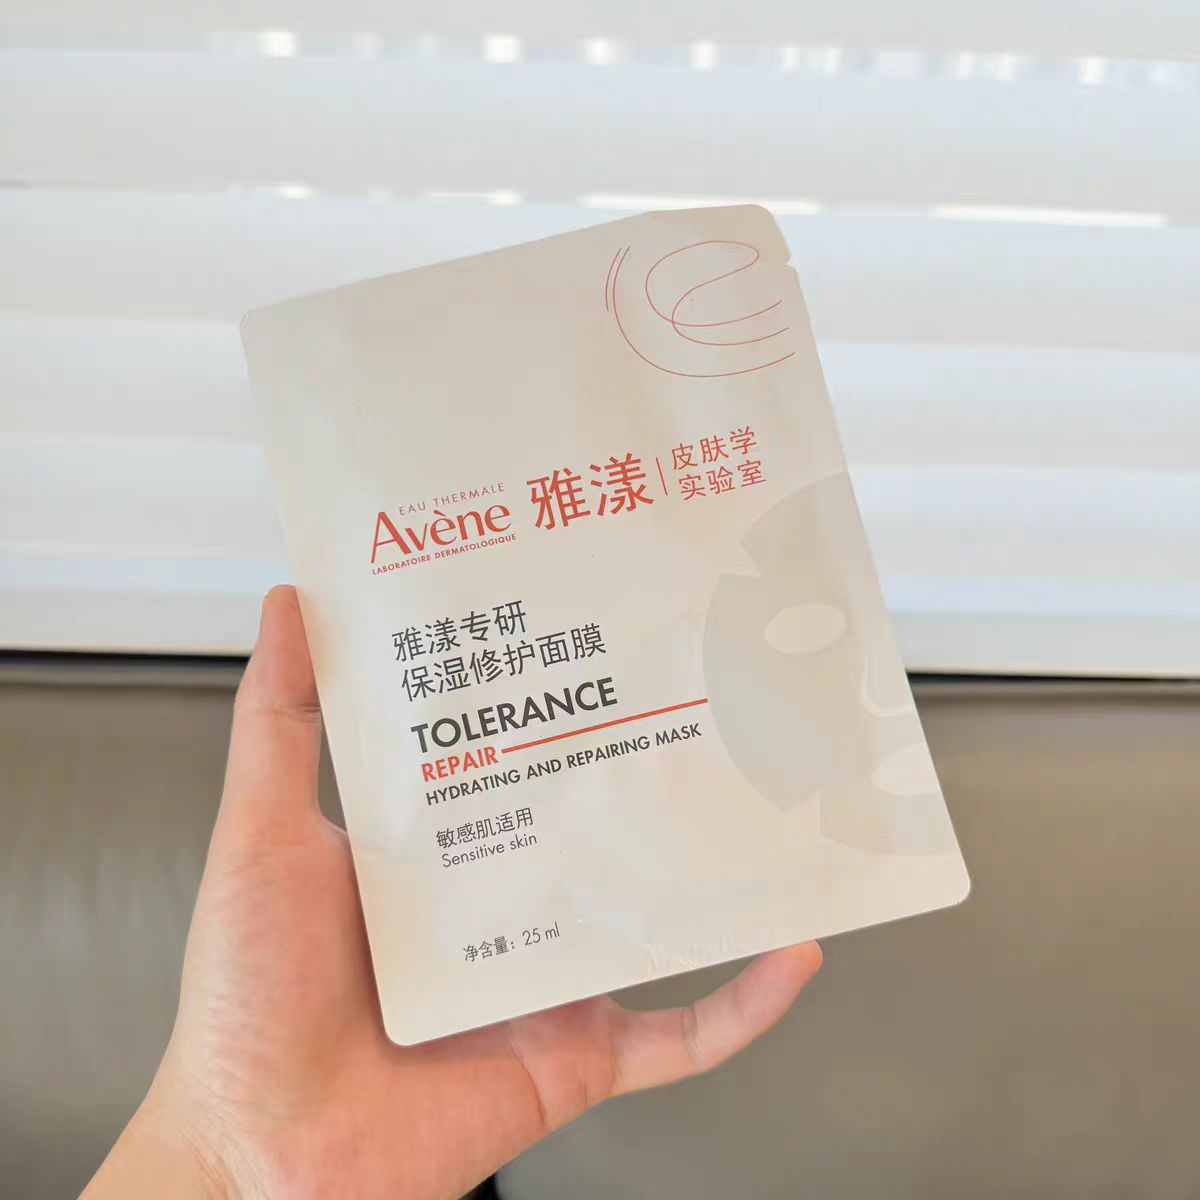 EAU THERMALE
Avène
LABORATOIRE DERMATOLOGIQUE
雅漾
皮肤学
实验室
雅漾专研
保湿修护面膜
TOLERANCE
REPAIR
HYDRATING AND REPAIRING MASK
敏感肌适用
Sensitive skin
净含量：25 ml